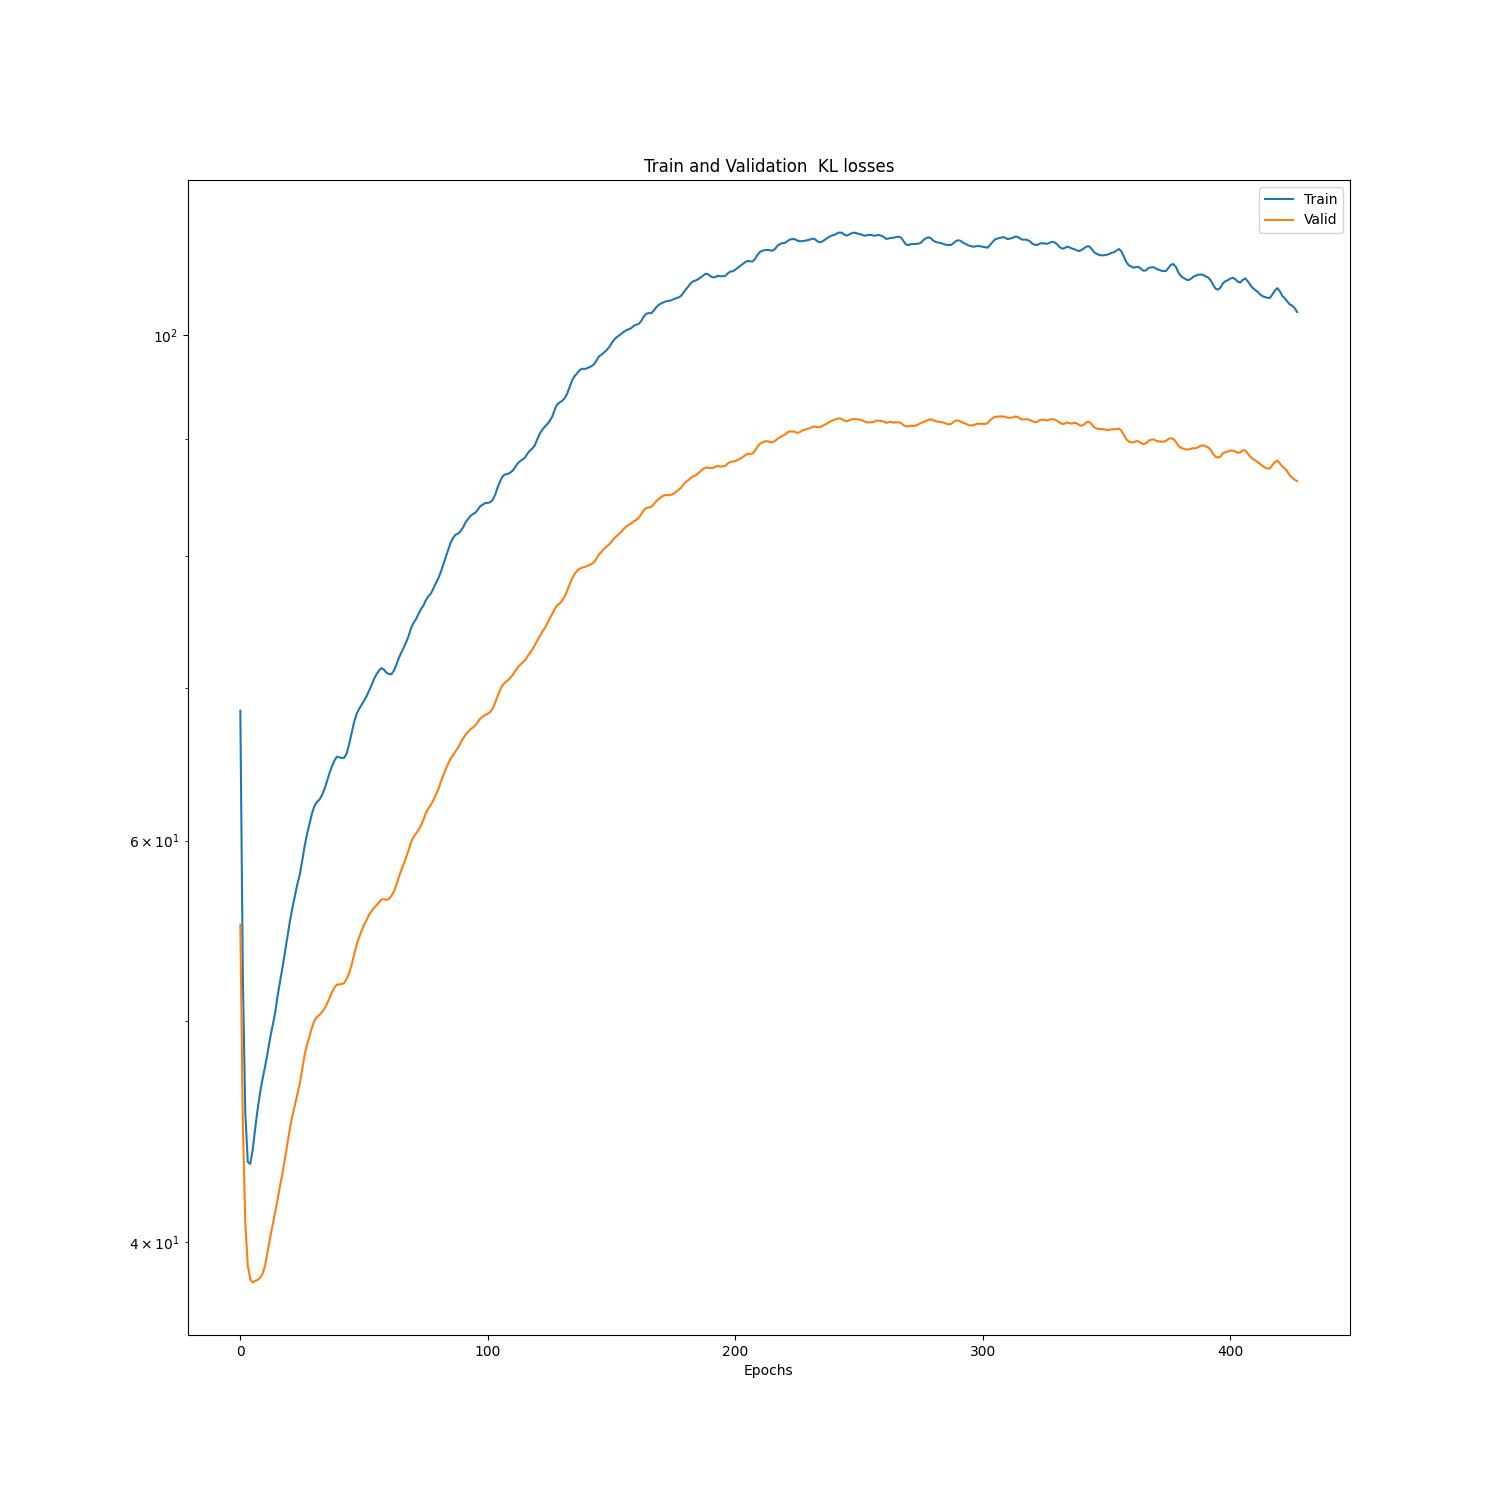 Train and Validation  KL losses
Train
Valid
10²
6 × 10¹
4 × 10¹
0 100 200 300 400
Epochs